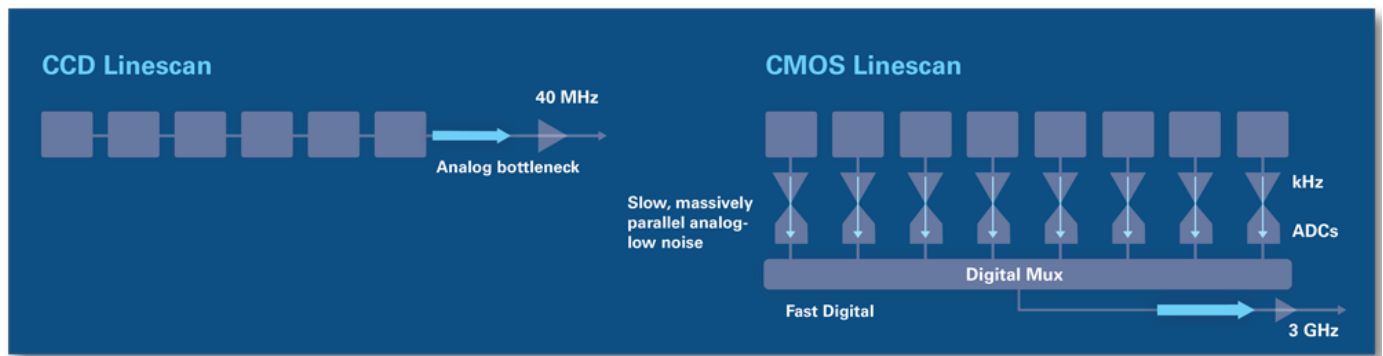 CCD Linescan
40 MHz
Analog bottleneck
CMOS Linescan
kHz
Slow, massively
parallel analog-
low noise
ADCs
Digital Mux
Fast Digital
3 GHz